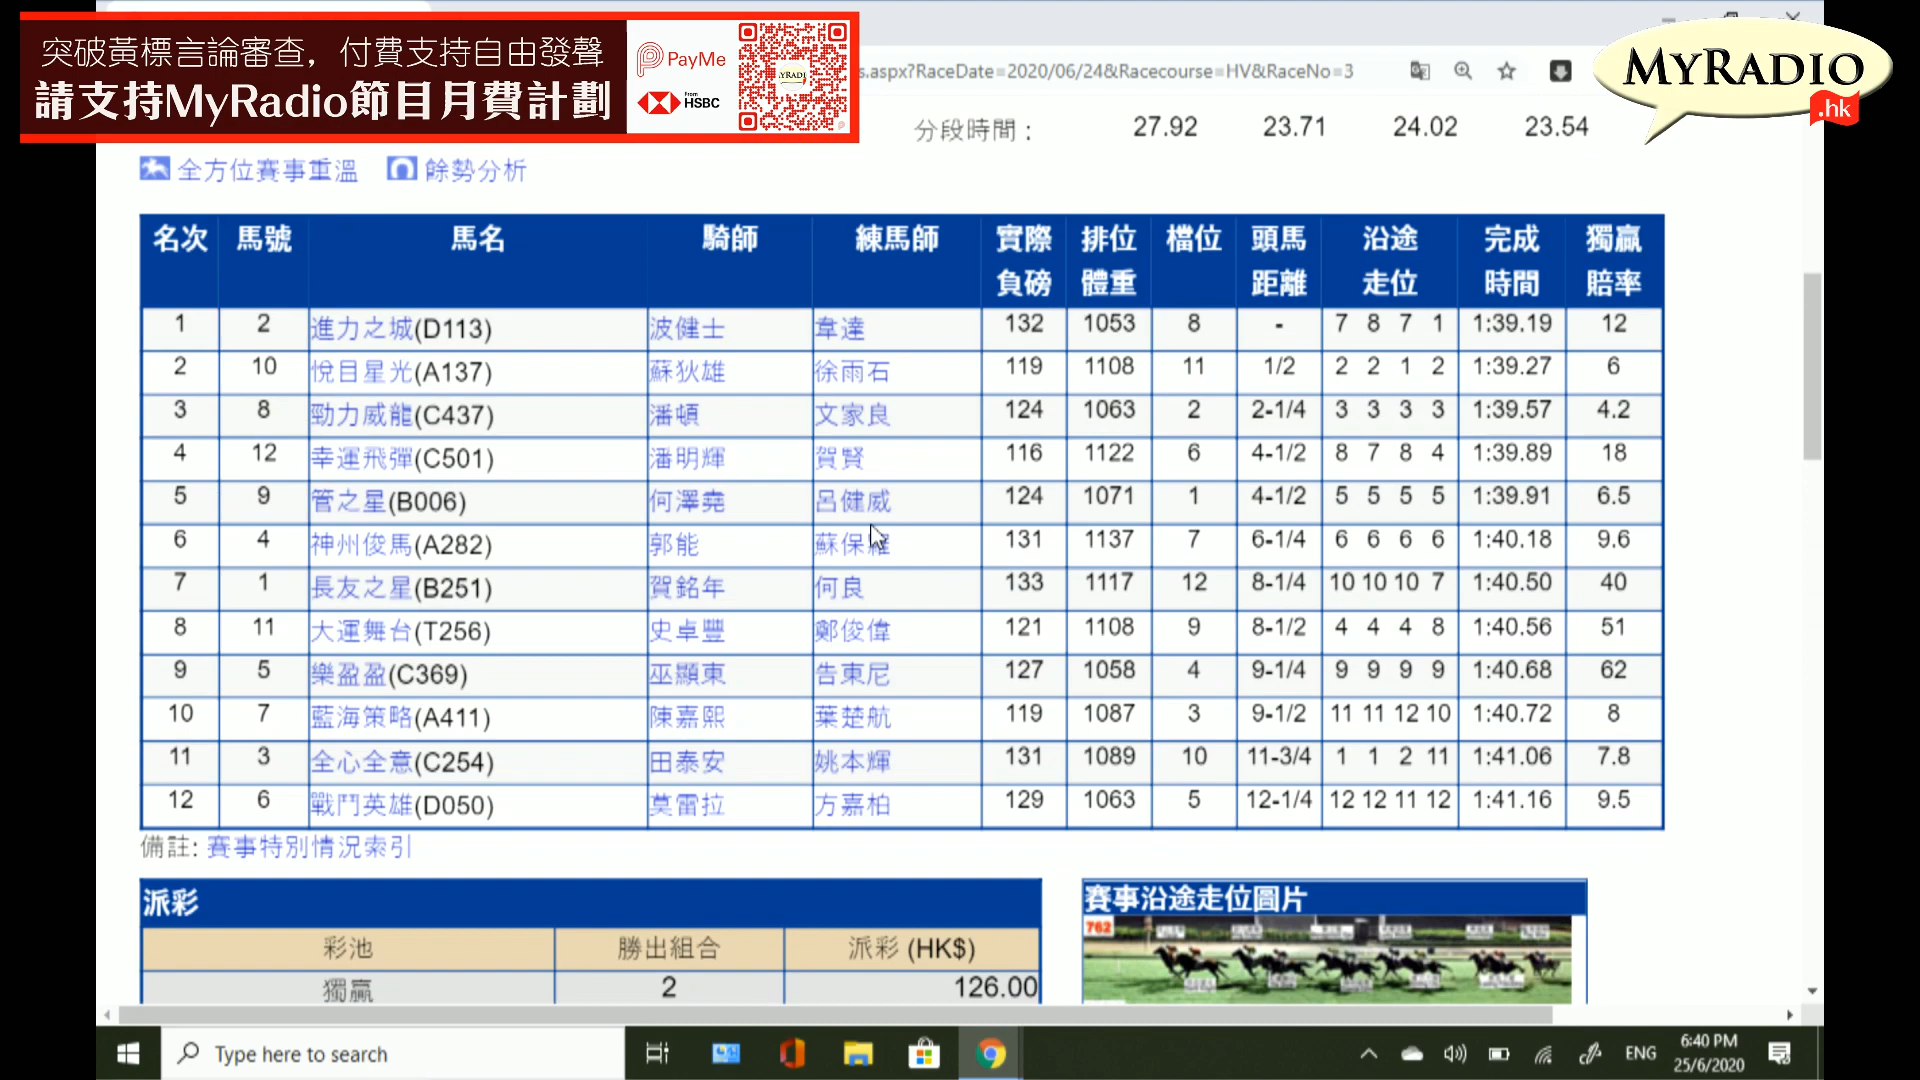 突破黃標言論審查，付費支持自由發聲
請支持MyRadio節目月費計劃
PayMe
From HSBC
MYRADIO
.hk
s.aspx?RaceDate=2020/06/24&Racecourse=HV&RaceNo=3
分段時間： 27.92 23.71 24.02 23.54
全方位賽事重溫 餘勢分析
名次 馬號 馬名 騎師 練馬師 實際負磅 排位體重 檔位 頭馬距離 沿途走位 完成時間 獨贏賠率
1 2 進力之城(D113) 波健士 韋達 132 1053 8 - 7 8 7 1 1:39.19 12
2 10 悅目星光(A137) 蘇狄雄 徐雨石 119 1108 11 1/2 2 2 1 2 1:39.27 6
3 8 勁力威龍(C437) 潘頓 文家良 124 1063 2 2-1/4 3 3 3 3 1:39.57 4.2
4 12 幸運飛彈(C501) 潘明輝 賀賢 116 1122 6 4-1/2 8 7 8 4 1:39.89 18
5 9 管之星(B006) 何澤堯 呂健威 124 1071 1 4-1/2 5 5 5 5 1:39.91 6.5
6 4 神州俊馬(A282) 郭能 蘇保羅 131 1137 7 6-1/4 6 6 6 6 1:40.18 9.6
7 1 長友之星(B251) 賀銘年 何良 133 1117 12 8-1/4 10 10 10 7 1:40.50 40
8 11 大運舞台(T256) 史卓豐 鄭俊偉 121 1108 9 8-1/2 4 4 4 8 1:40.56 51
9 5 樂盈盈(C369) 巫顯東 告東尼 127 1058 4 9-1/4 9 9 9 9 1:40.68 62
10 7 藍海策略(A411) 陳嘉熙 葉楚航 119 1087 3 9-1/2 11 11 12 10 1:40.72 8
11 3 全心全意(C254) 田泰安 姚本輝 131 1089 10 11-3/4 1 1 2 11 1:41.06 7.8
12 6 戰鬥英雄(D050) 莫雷拉 方嘉柏 129 1063 5 12-1/4 12 12 11 12 1:41.16 9.5
備註: 賽事特別情況索引
派彩
彩池 勝出組合 派彩 (HK$)
獨贏 2 126.00
賽事沿途走位圖片
762
Type here to search
ENG
6:40 PM
25/6/2020